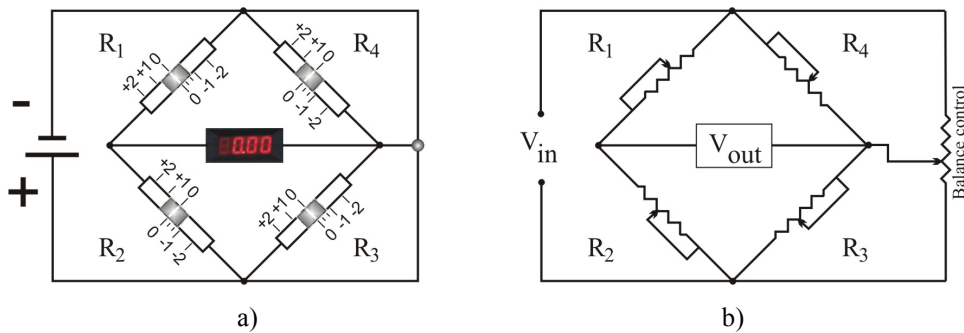 R1
+2 +1 0
0 -1 -2
+2 +1 0
0 -1 -2
R4
-
+
0.00
+2 +1 0
0 -1 -2
+2 +1 0
0 -1 -2
R2
R3
a)
R1
R4
Vin
Vout
Balance control
R2
R3
b)